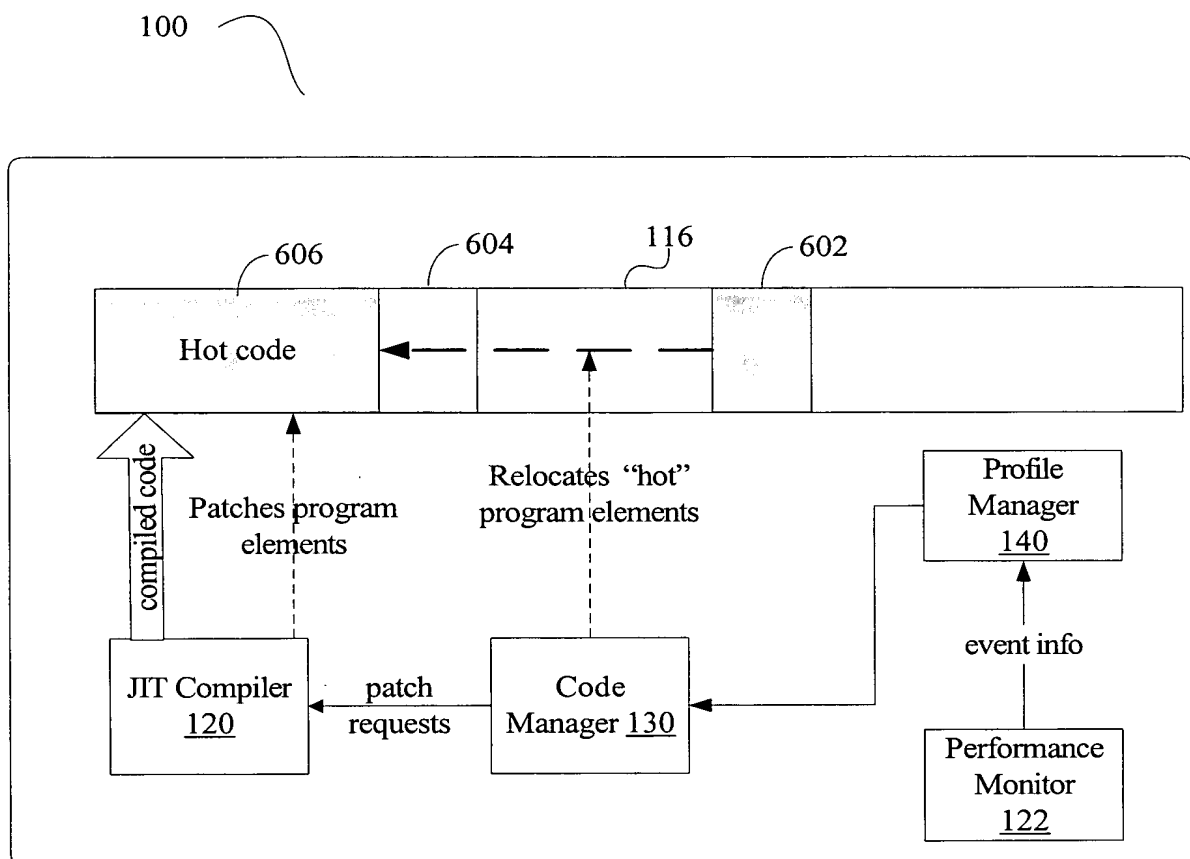 100
606
604
116
602
Hot code
compiled code
Patches program
elements
Relocates “hot”
program elements
Profile
Manager
140
event info
JIT Compiler
120
patch
requests
Code
Manager 130
Performance
Monitor
122